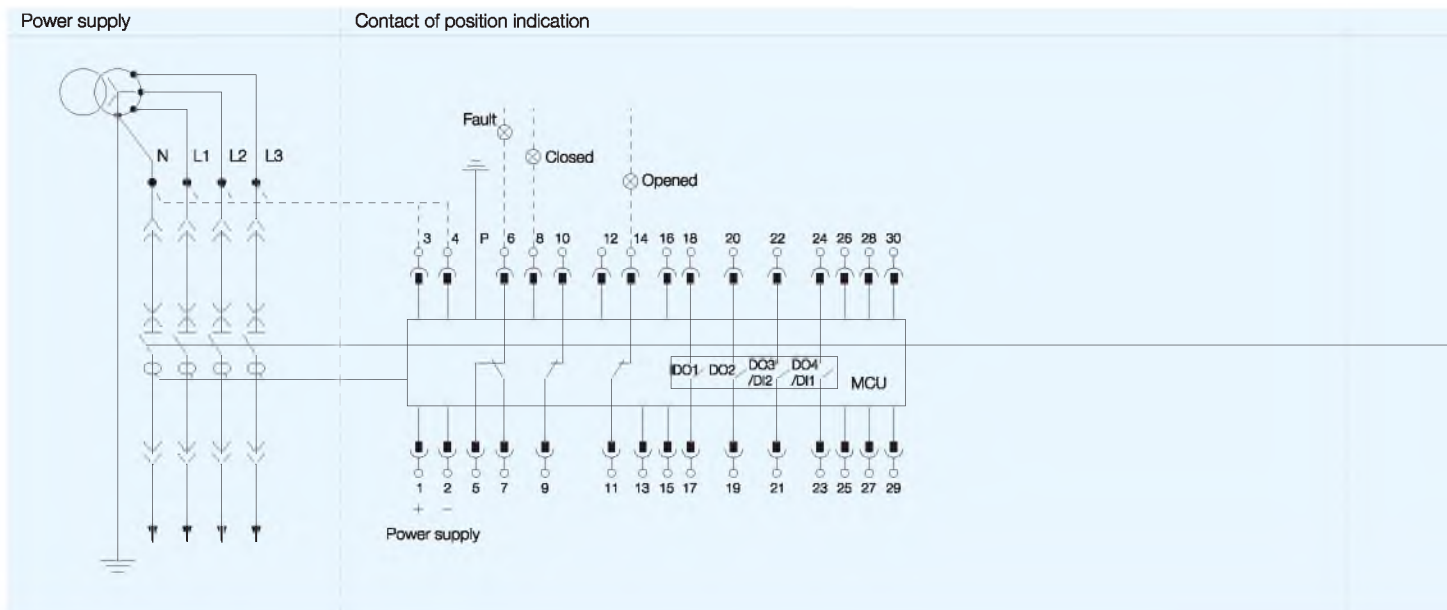 Power supply
Contact of position indication
Fault
Closed
Opened
N L1 L2 L3
3 4 P 6 8 10 12 14 16 18 20 22 24 26 28 30
DO1 DO2 DO3 DO4
/DI2 /DI1
MCU
1 2 5 7 9 11 13 15 17 19 21 23 25 27 29
+ −
Power supply